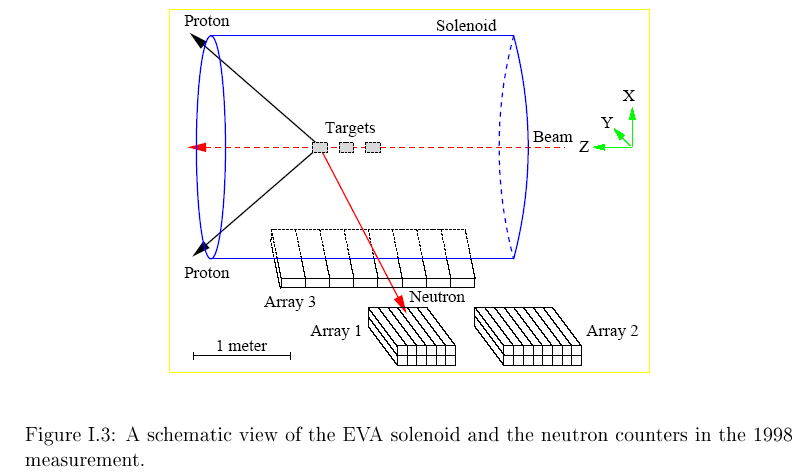 Proton
Solenoid
X
Targets
Y
Beam
Z
Proton
Array 3
Neutron
Array 1
Array 2
1 meter
Figure I.3: A schematic view of the EVA solenoid and the neutron counters in the 1998
measurement.